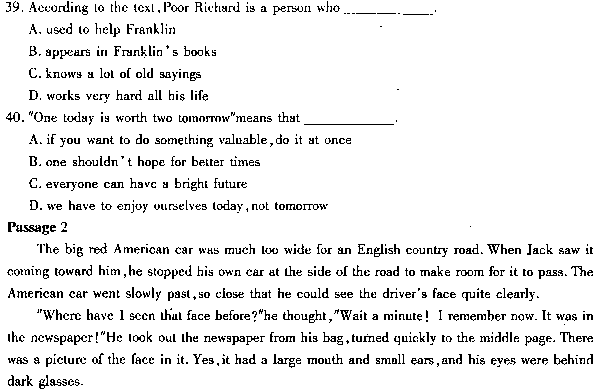 39. According to the text,Poor Richard is a person who ____________.
A. used to help Franklin
B. appears in Franklin's books
C. knows a lot of old sayings
D. works very hard all his life
40. "One today is worth two tomorrow"means that ____________.
A. if you want to do something valuable,do it at once
B. one shouldn't hope for better times
C. everyone can have a bright future
D. we have to enjoy ourselves today,not tomorrow
Passage 2
The big red American car was much too wide for an English country road. When Jack saw it
coming toward him,he stopped his own car at the side of the road to make room for it to pass. The
American car went slowly past,so close that he could see the driver's face quite clearly.
"Where have I seen that face before?"he thought,"Wait a minute! I remember now. It was in
the newspaper!"He took out the newspaper from his bag,turned quickly to the middle page. There
was a picture of the face in it. Yes,it had a large mouth and small ears,and his eyes were behind
dark glasses.